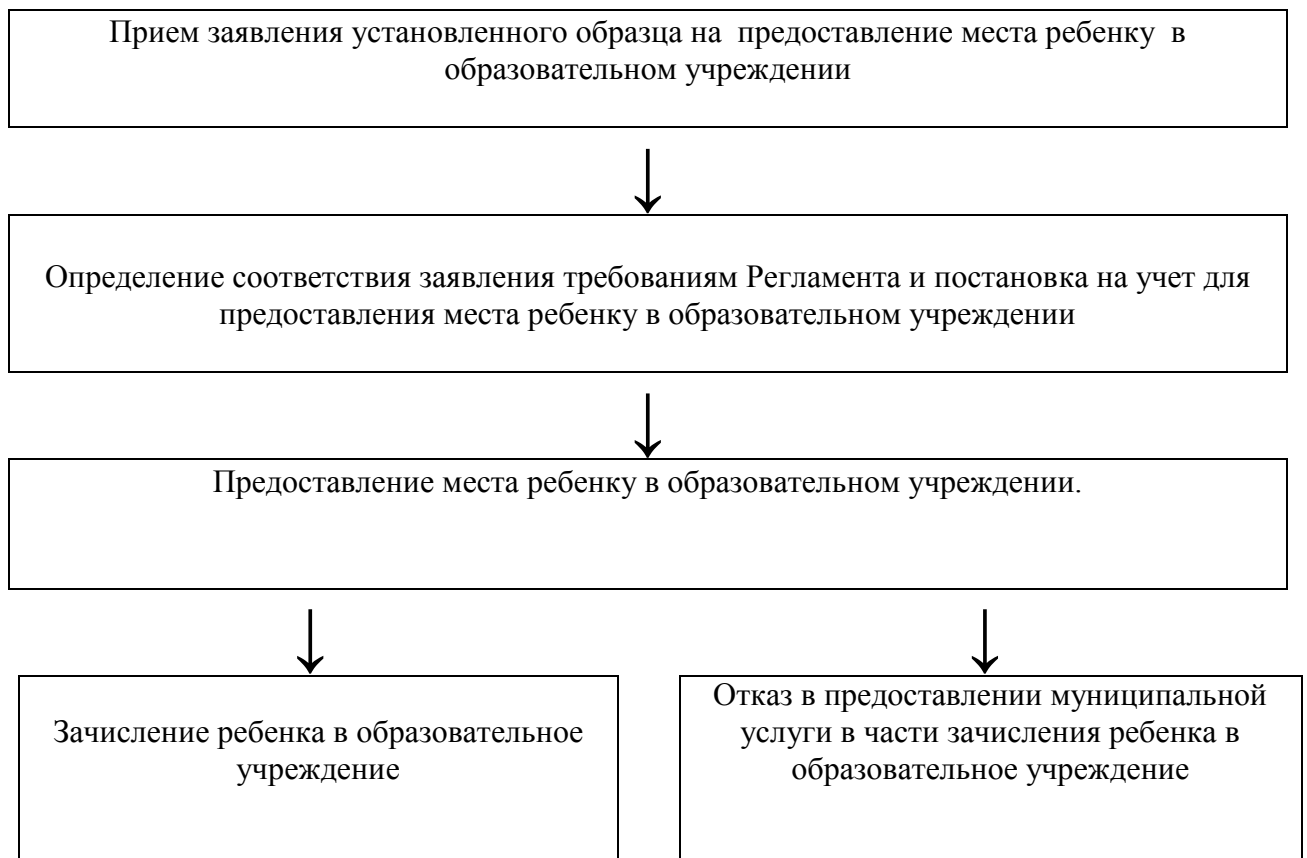 Прием заявления установленного образца на предоставление места ребенку в
образовательном учреждении
Определение соответствия заявления требованиям Регламента и постановка на учет для
предоставления места ребенку в образовательном учреждении
Предоставление места ребенку в образовательном учреждении.
Зачисление ребенка в образовательное
учреждение
Отказ в предоставлении муниципальной
услуги в части зачисления ребенка в
образовательное учреждение